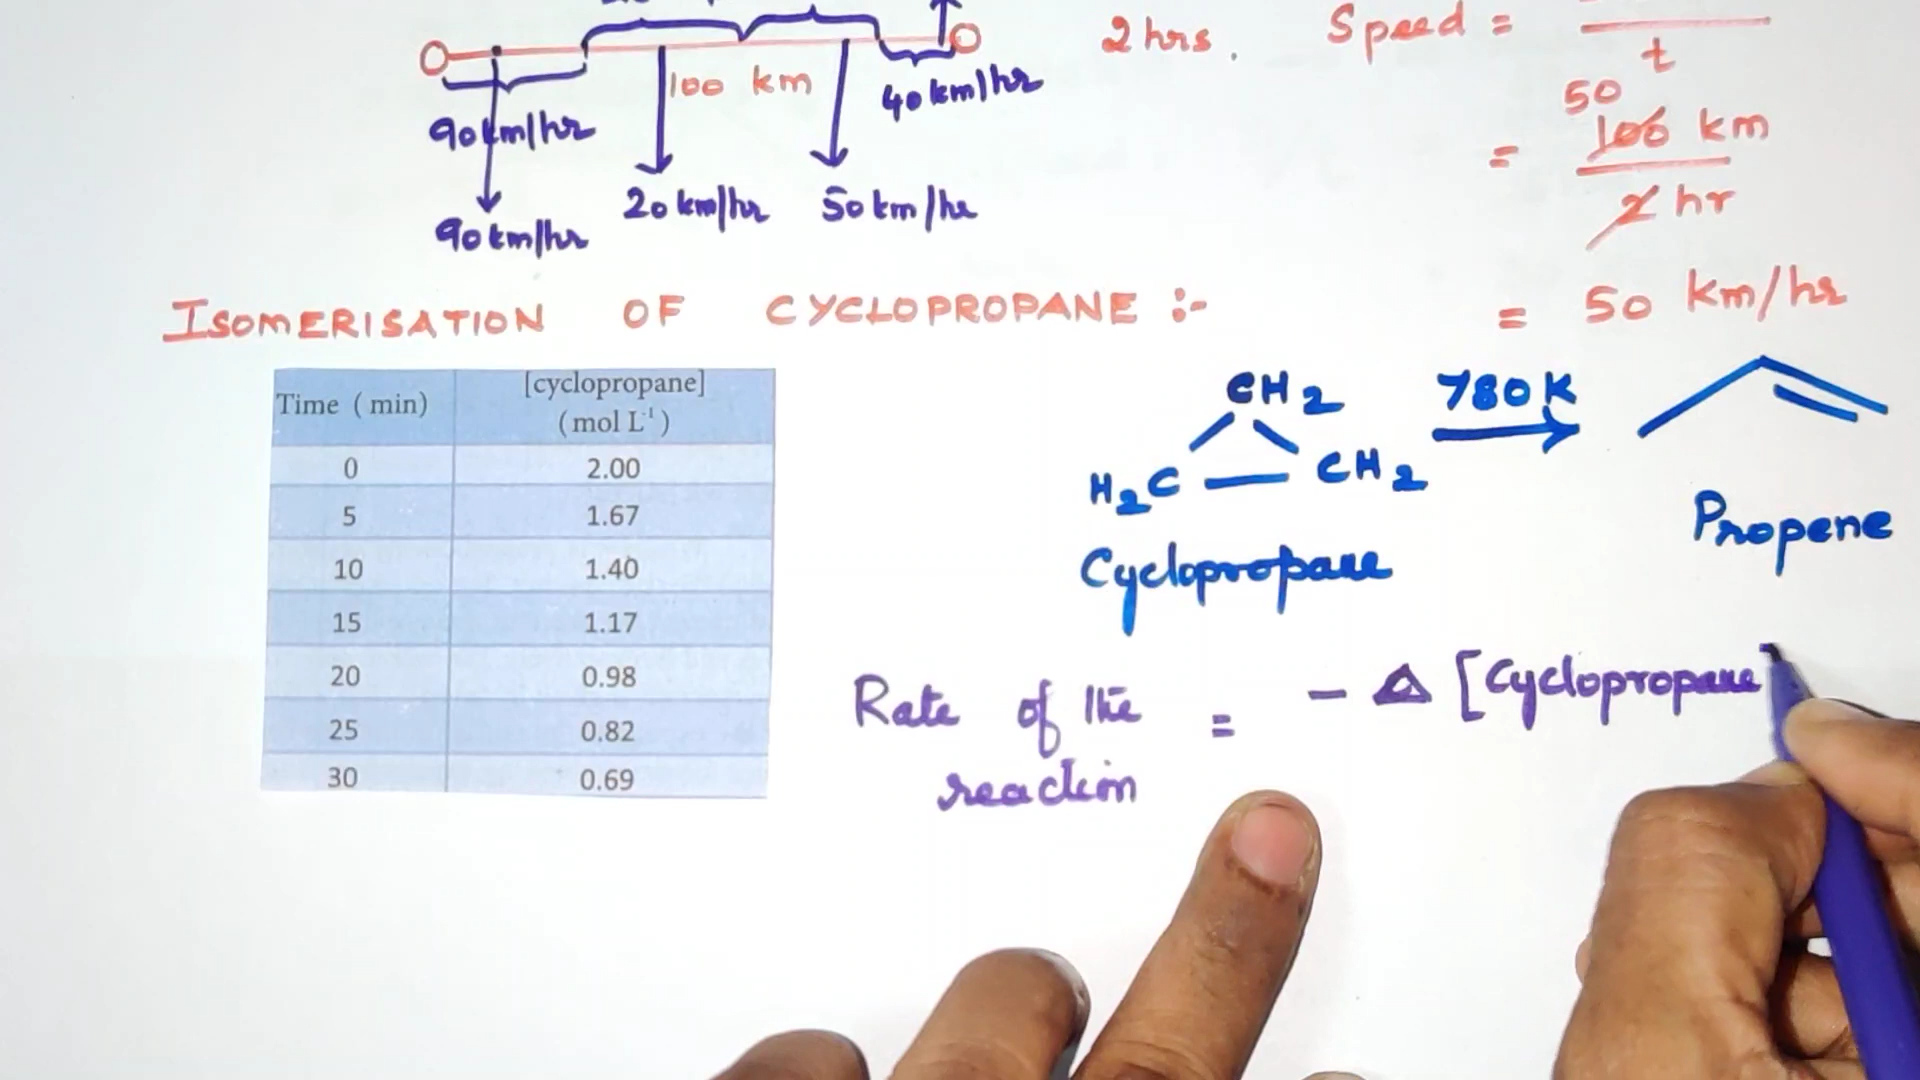 2 hrs. Speed =
t
100 km
40 km/hr
90 km/hr
50
= 100 km
2 hr
20 km/hr 50 km/hr
90 km/hr
= 50 km/hr
ISOMERISATION OF CYCLOPROPANE :-
Time ( min) [cyclopropane] (mol L⁻¹)
0 2.00
5 1.67
10 1.40
15 1.17
20 0.98
25 0.82
30 0.69
CH2 780K
H2C CH2
Cyclopropane
Propene
Rate of the reaction = - Δ [Cyclopropane]